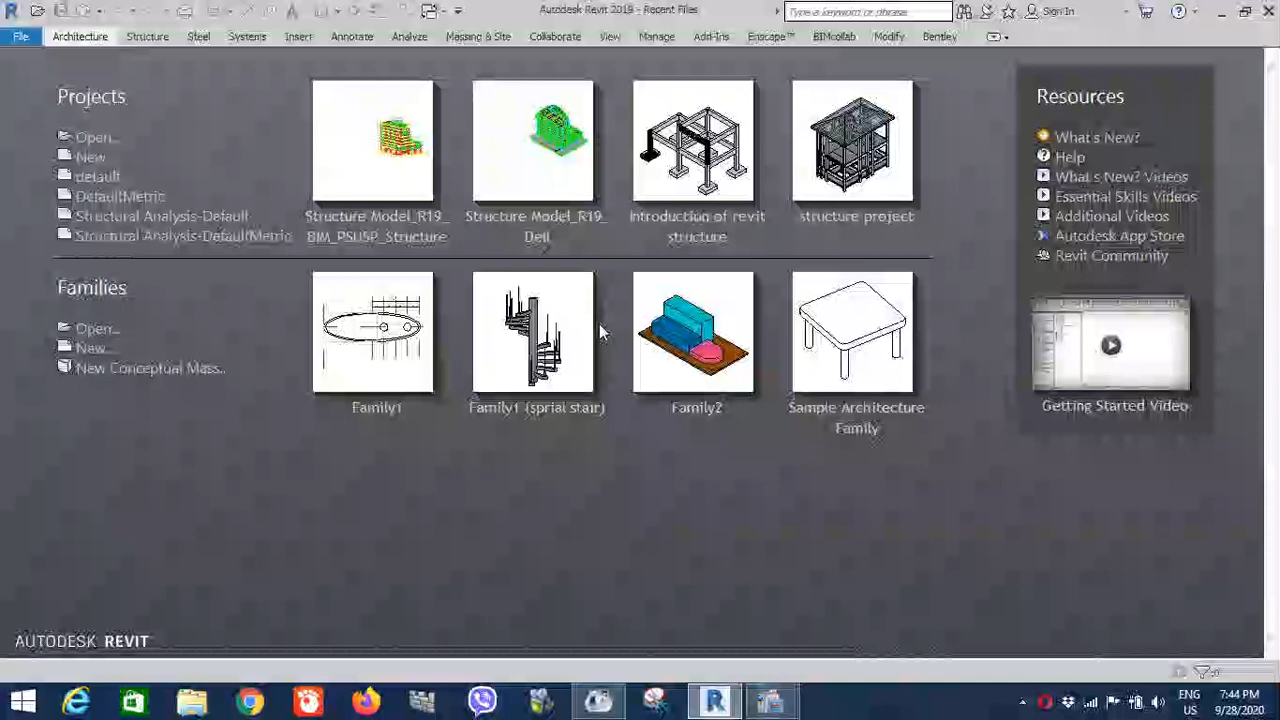 Autodesk Revit 2019 - Recent Files
Type a keyword or phrase
Sign In
File Architecture Structure Steel Systems Insert Annotate Analyze Massing & Site Collaborate View Manage Add-Ins Enscape™ BIMcollab Modify Bentley
Projects
Open...
New
default
DefaultMetric
Structural Analysis-Default
Structural Analysis-DefaultMetric
Structure Model_R19_
BIM_PSUSP_Structure
Structure Model_R19_
Dell
Introduction of revit
structure
structure project
Families
Open...
New...
New Conceptual Mass...
Family1
Family1 (sprial stair)
Family2
Sample Architecture
Family
Resources
What's New?
Help
What's New? Videos
Essential Skills Videos
Additional Videos
Autodesk App Store
Revit Community
Getting Started Video
AUTODESK REVIT
:0
ENG
US
7:44 PM
9/28/2020